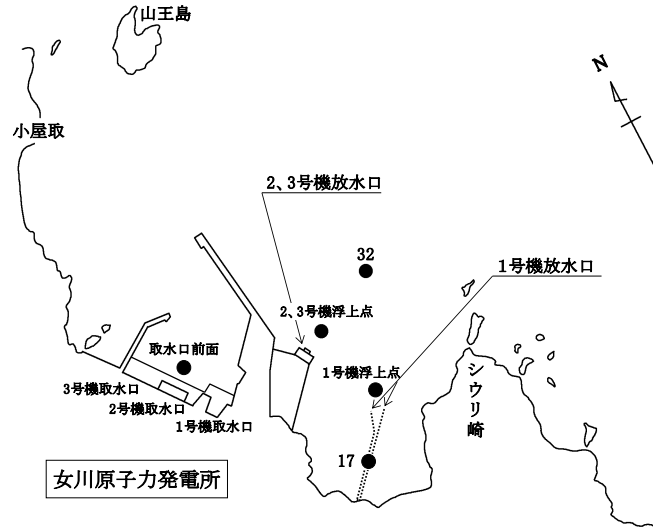 山王島
N
小屋取
2、3号機放水口
32
1号機放水口
2、3号機浮上点
取水口前面
1号機浮上点
シウリ崎
3号機取水口
2号機取水口
1号機取水口
17
女川原子力発電所